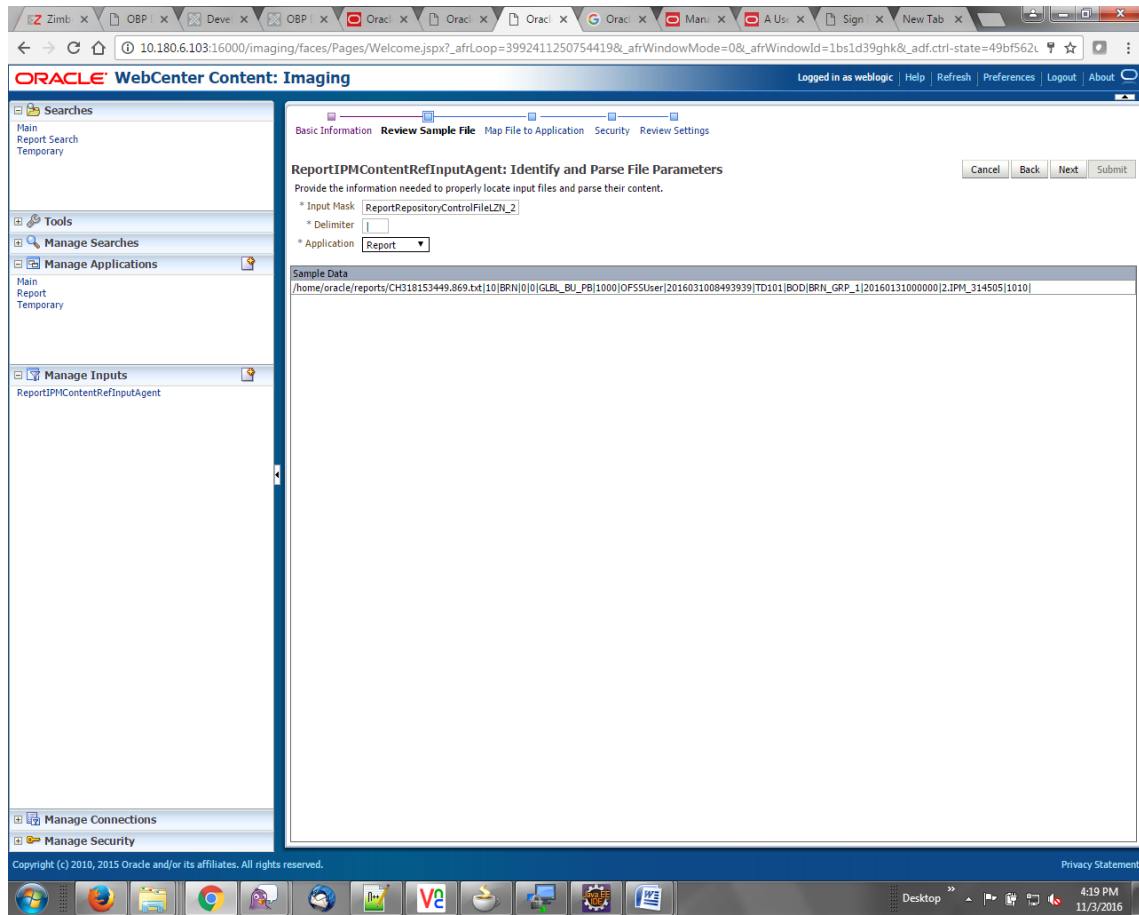 Zimb
OBP
Deve
OBP
Oracl
Oracl
Oracl
Oracl
Mana
A Use
Sign
New Tab
10.180.6.103:16000/imaging/faces/Pages/Welcome.jspx?_afrLoop=3992411250754419&_afrWindowMode=0&_afrWindowId=1bs1d39ghk&_adf.ctrl-state=49bf562u
ORACLE WebCenter Content: Imaging
Logged in as weblogic Help Refresh Preferences Logout About
Searches
Main
Report Search
Temporary
Tools
Manage Searches
Manage Applications
Main
Report
Temporary
Manage Inputs
ReportIPMContentRefInputAgent
Manage Connections
Manage Security
Basic Information Review Sample File Map File to Application Security Review Settings
ReportIPMContentRefInputAgent: Identify and Parse File Parameters
Cancel Back Next Submit
Provide the information needed to properly locate input files and parse their content.
* Input Mask ReportRepositoryControlFileLZN_2
* Delimiter |
* Application Report
Sample Data
/home/oracle/reports/CH318153449.869.txt|10|BRN|0|0|GLBL_BU_PB|1000|OFSSUser|2016031008493939|TD101|BOD|BRN_GRP_1|20160131000000|2.IPM_314505|1010|
Copyright (c) 2010, 2015 Oracle and/or its affiliates. All rights reserved.
Privacy Statement
Desktop
4:19 PM
11/3/2016